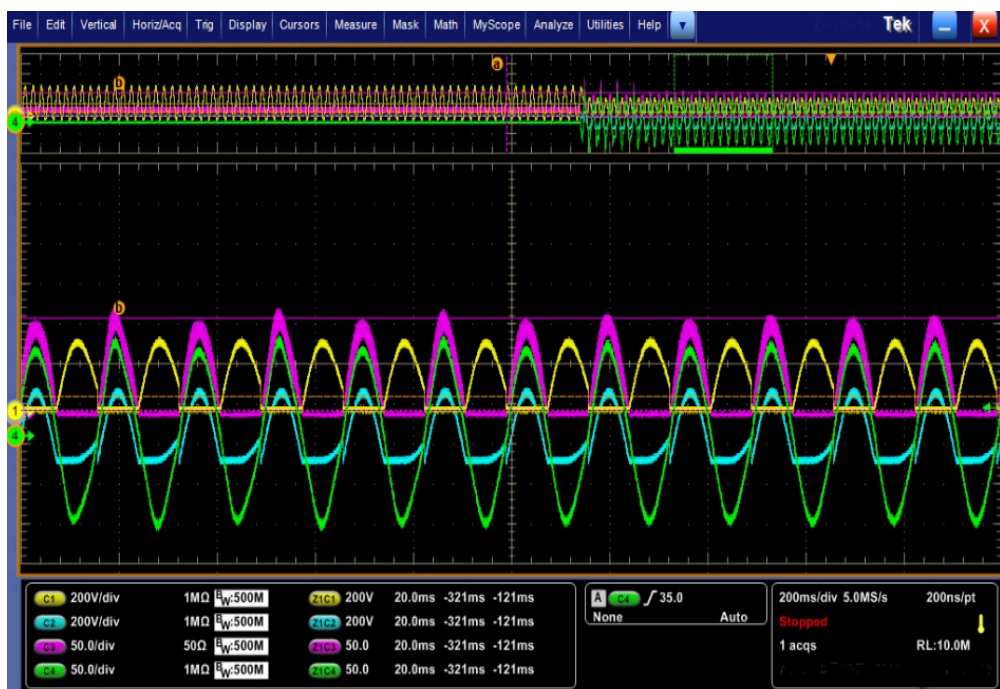 File Edit Vertical Horiz/Acq Trig Display Cursors Measure Mask Math MyScope Analyze Utilities Help Tek X
a
b
4
b
1
4
C1 200V/div 1MΩ BW:500M Z1C1 200V 20.0ms -321ms -121ms
C2 200V/div 1MΩ BW:500M Z1C2 200V 20.0ms -321ms -121ms
C3 50.0/div 50Ω BW:500M Z1C3 50.0 20.0ms -321ms -121ms
C4 50.0/div 1MΩ BW:500M Z1C4 50.0 20.0ms -321ms -121ms
A C4 35.0
None Auto
200ms/div 5.0MS/s 200ns/pt
Stopped
1 acqs RL:10.0M